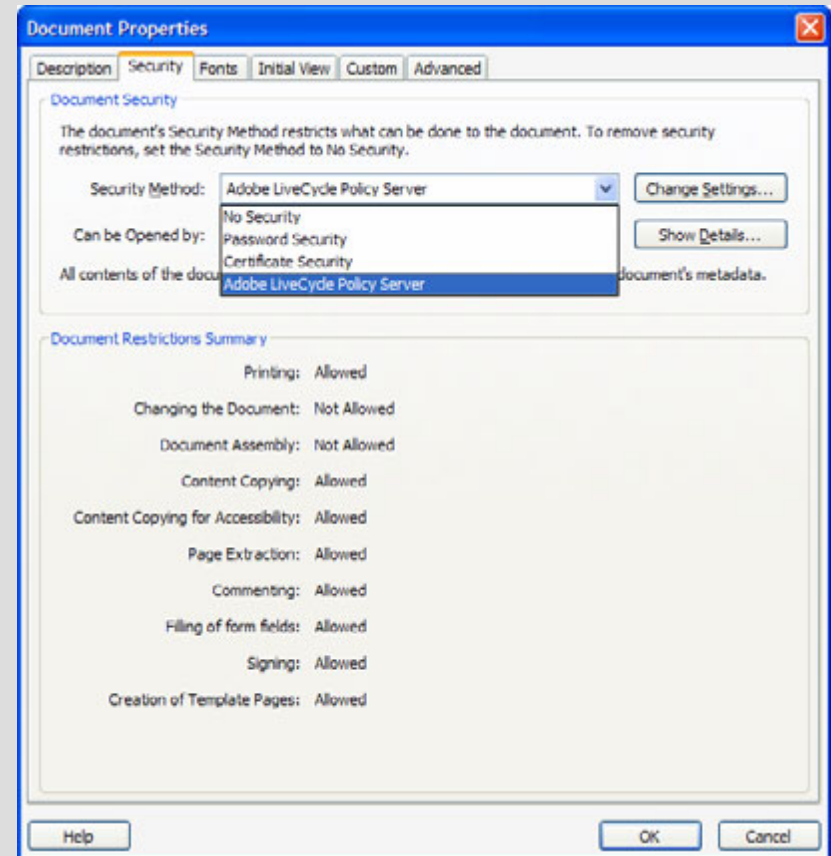 Document Properties
Description Security Fonts Initial View Custom Advanced
Document Security
The document's Security Method restricts what can be done to the document. To remove security
restrictions, set the Security Method to No Security.
Security Method: Adobe LiveCycle Policy Server Change Settings...
No Security
Can be Opened by: Password Security Show Details...
Certificate Security
All contents of the document's metadata.
Adobe LiveCycle Policy Server
Document Restrictions Summary
Printing: Allowed
Changing the Document: Not Allowed
Document Assembly: Not Allowed
Content Copying: Allowed
Content Copying for Accessibility: Allowed
Page Extraction: Allowed
Commenting: Allowed
Filling of form fields: Allowed
Signing: Allowed
Creation of Template Pages: Allowed
Help OK Cancel